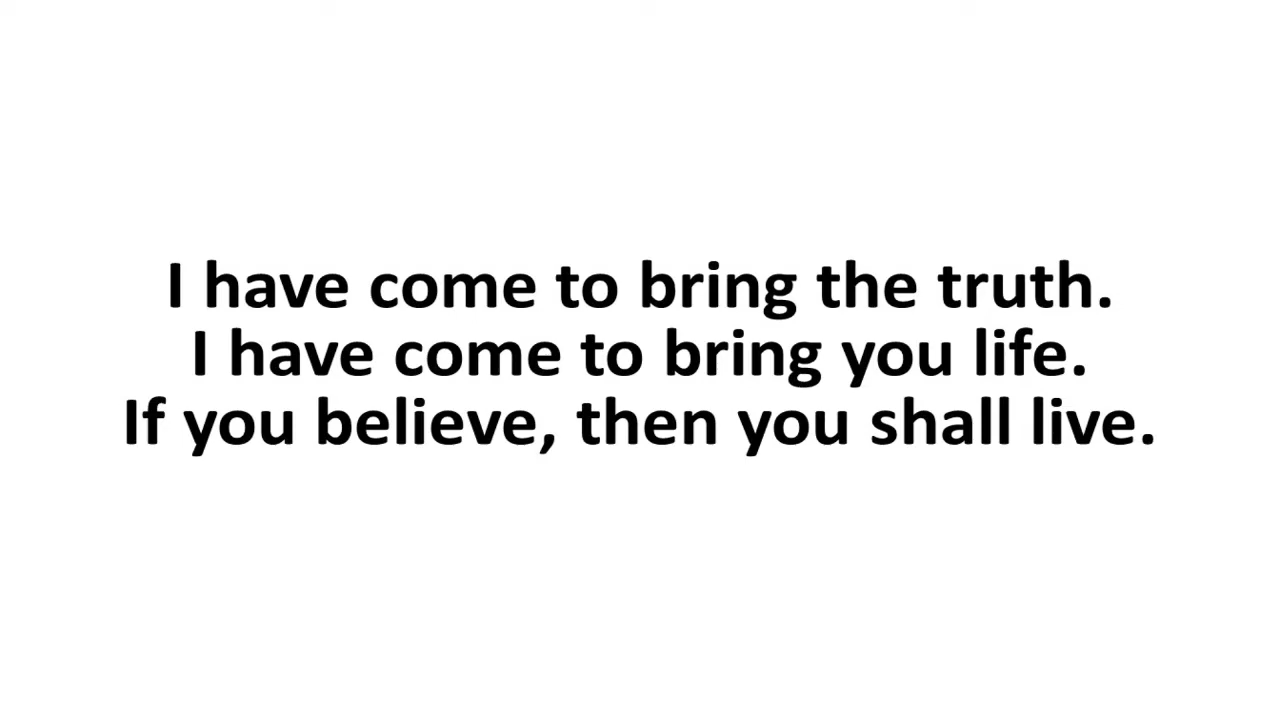 I have come to bring the truth.
I have come to bring you life.
If you believe, then you shall live.